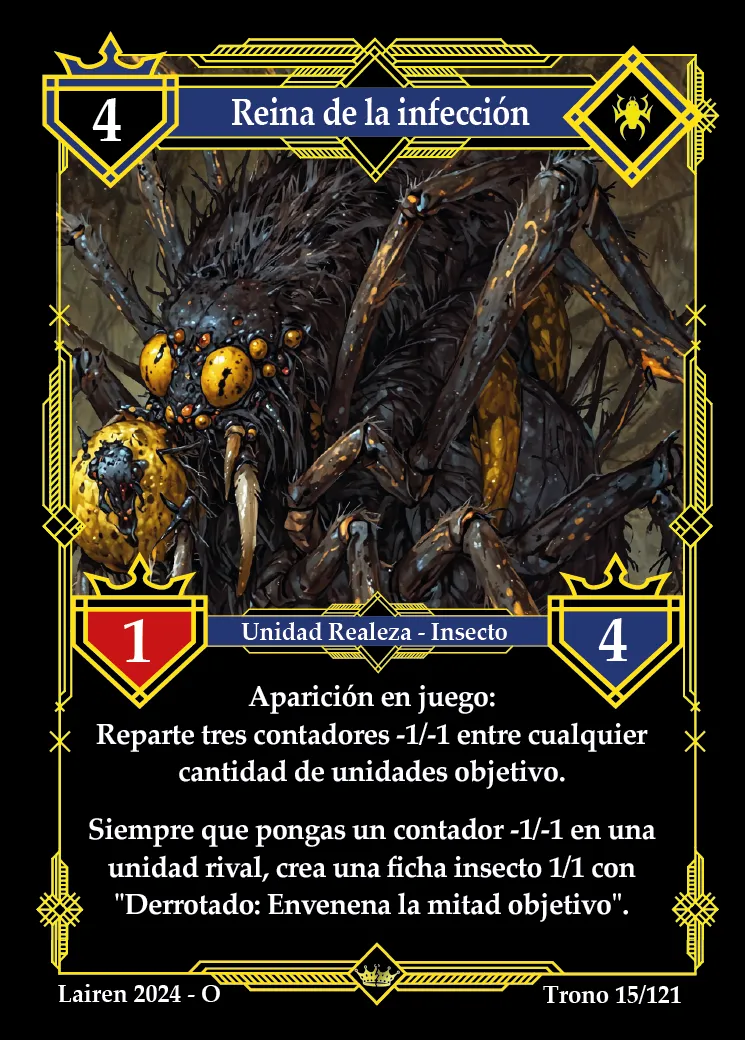 4
Reina de la infección
1
Unidad Realeza - Insecto
4
Aparición en juego:
Reparte tres contadores -1/-1 entre cualquier
cantidad de unidades objetivo.
Siempre que pongas un contador -1/-1 en una
unidad rival, crea una ficha insecto 1/1 con
"Derrotado: Envenena la mitad objetivo".
Lairen 2024 - O
Trono 15/121